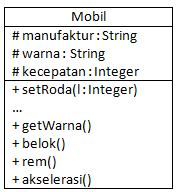 Mobil
# manufaktur:String
# warna: String
# kecepatan:Integer
+ setRoda(l:Integer)
...
+ getWarna()
+ belok()
+ rem()
+ akselerasi()